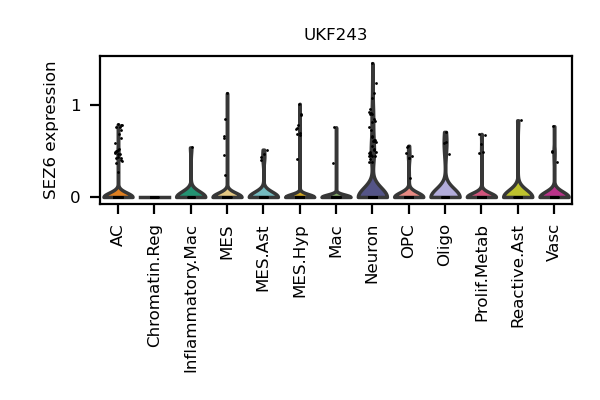 UKF243
SEZ6 expression
1
0
AC
Chromatin.Reg
Inflammatory.Mac
MES
MES.Ast
MES.Hyp
Mac
Neuron
OPC
Oligo
Prolif.Metab
Reactive.Ast
Vasc